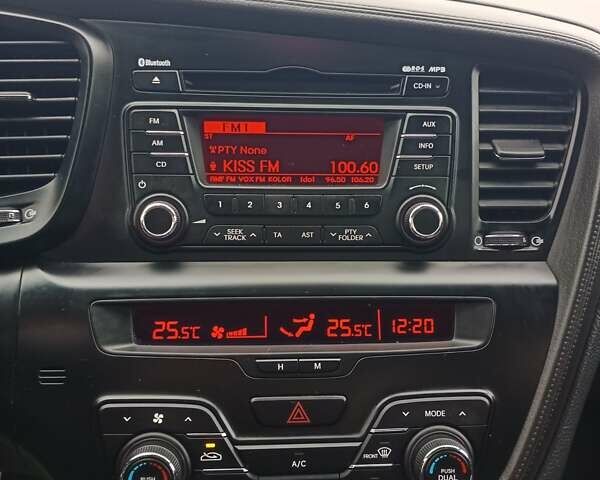 Bluetooth
RDS MP3
CD-IN
FM
AM
CD
FM1
ST AF
PTY None
KISS FM 100.60
AMF FM VOX FM KOLOR Idol 96.50 106.20
AUX
INFO
SETUP
1 2 3 4 5 6
SEEK TRACK
TA AST
PTY FOLDER
25.5°C 25.5°C 12:20
H M
MODE
A/C
FRONT
PUSH DUAL